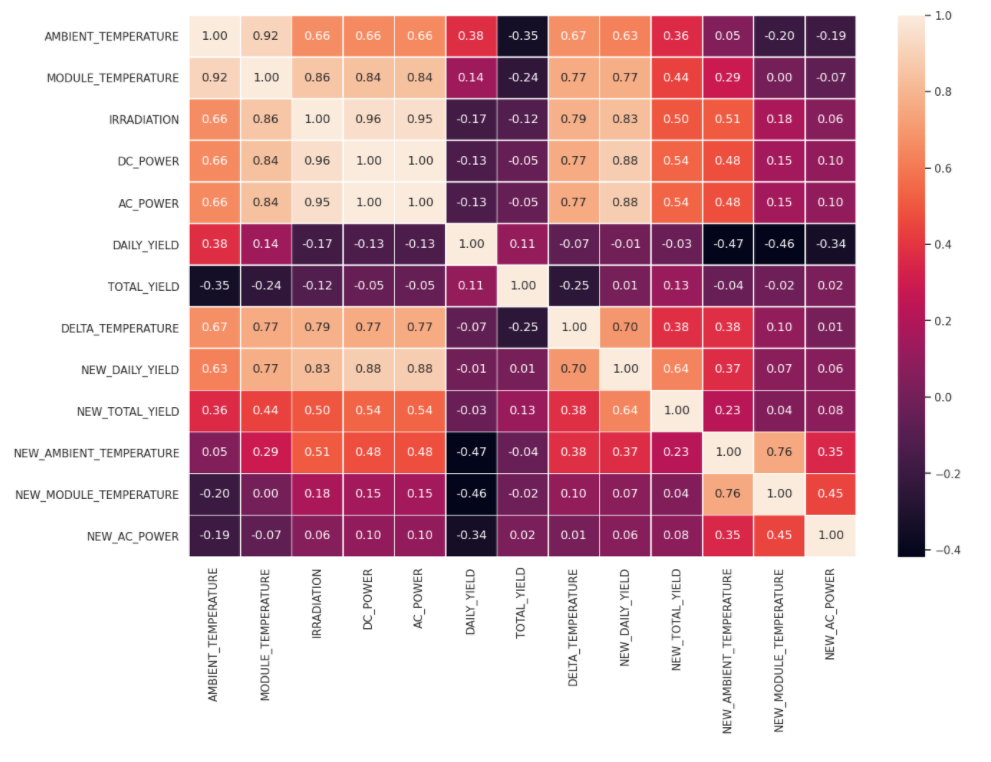 AMBIENT_TEMPERATURE 1.00 0.92 0.66 0.66 0.66 0.38 -0.35 0.67 0.63 0.36 0.05 -0.20 -0.19
MODULE_TEMPERATURE 0.92 1.00 0.86 0.84 0.84 0.14 -0.24 0.77 0.77 0.44 0.29 0.00 -0.07
IRRADIATION 0.66 0.86 1.00 0.96 0.95 -0.17 -0.12 0.79 0.83 0.50 0.51 0.18 0.06
DC_POWER 0.66 0.84 0.96 1.00 1.00 -0.13 -0.05 0.77 0.88 0.54 0.48 0.15 0.10
AC_POWER 0.66 0.84 0.95 1.00 1.00 -0.13 -0.05 0.77 0.88 0.54 0.48 0.15 0.10
DAILY_YIELD 0.38 0.14 -0.17 -0.13 -0.13 1.00 0.11 -0.07 -0.01 -0.03 -0.47 -0.46 -0.34
TOTAL_YIELD -0.35 -0.24 -0.12 -0.05 -0.05 0.11 1.00 -0.25 0.01 0.13 -0.04 -0.02 0.02
DELTA_TEMPERATURE 0.67 0.77 0.79 0.77 0.77 -0.07 -0.25 1.00 0.70 0.38 0.38 0.10 0.01
NEW_DAILY_YIELD 0.63 0.77 0.83 0.88 0.88 -0.01 0.01 0.70 1.00 0.64 0.37 0.07 0.06
NEW_TOTAL_YIELD 0.36 0.44 0.50 0.54 0.54 -0.03 0.13 0.38 0.64 1.00 0.23 0.04 0.08
NEW_AMBIENT_TEMPERATURE 0.05 0.29 0.51 0.48 0.48 -0.47 -0.04 0.38 0.37 0.23 1.00 0.76 0.35
NEW_MODULE_TEMPERATURE -0.20 0.00 0.18 0.15 0.15 -0.46 -0.02 0.10 0.07 0.04 0.76 1.00 0.45
NEW_AC_POWER -0.19 -0.07 0.06 0.10 0.10 -0.34 0.02 0.01 0.06 0.08 0.35 0.45 1.00
AMBIENT_TEMPERATURE
MODULE_TEMPERATURE
IRRADIATION
DC_POWER
AC_POWER
DAILY_YIELD
TOTAL_YIELD
DELTA_TEMPERATURE
NEW_DAILY_YIELD
NEW_TOTAL_YIELD
NEW_AMBIENT_TEMPERATURE
NEW_MODULE_TEMPERATURE
NEW_AC_POWER
1.0
0.8
0.6
0.4
0.2
0.0
−0.2
−0.4